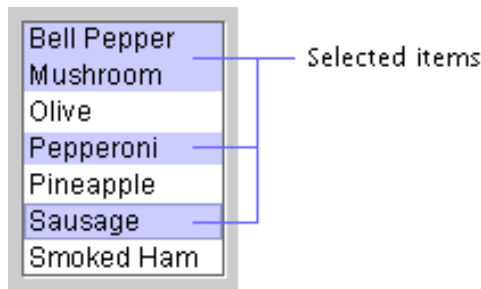 Bell Pepper
Mushroom
Olive
Pepperoni
Pineapple
Sausage
Smoked Ham
Selected items